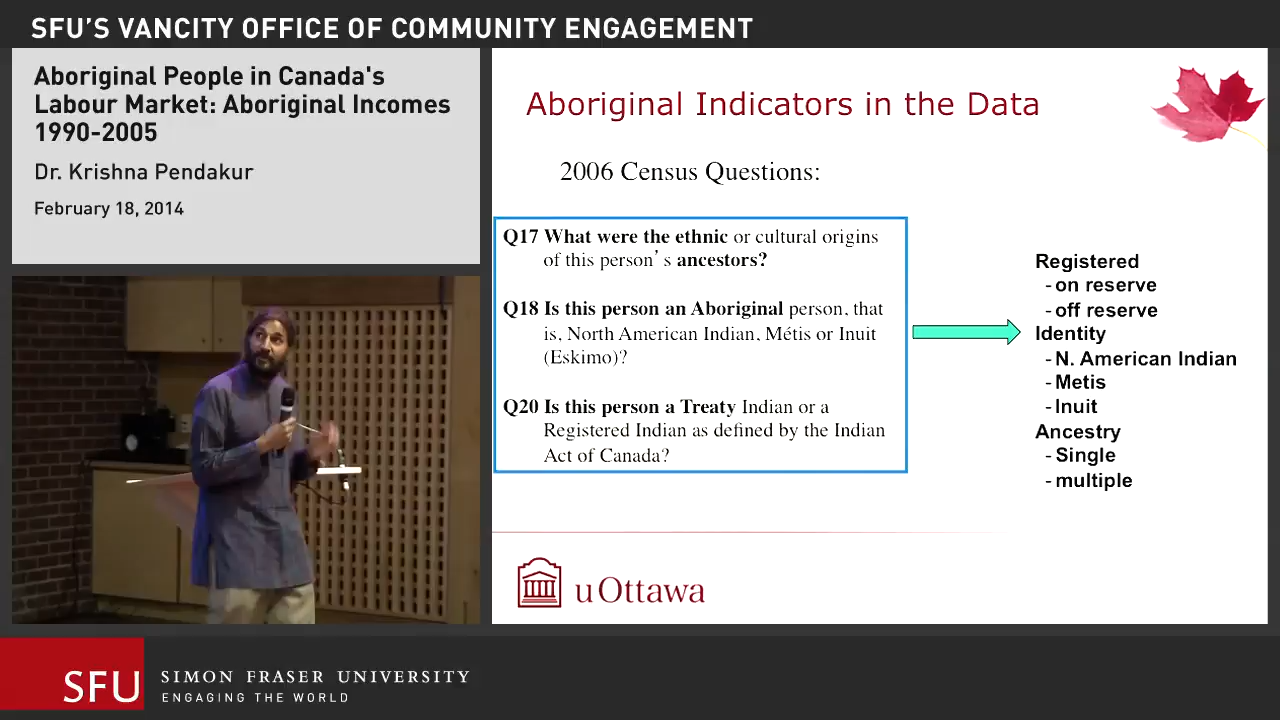 SFU'S VANCITY OFFICE OF COMMUNITY ENGAGEMENT
Aboriginal People in Canada's
Labour Market: Aboriginal Incomes
1990-2005
Dr. Krishna Pendakur
February 18, 2014
Aboriginal Indicators in the Data
2006 Census Questions:
Q17 What were the ethnic or cultural origins
of this person's ancestors?
Q18 Is this person an Aboriginal person, that
is, North American Indian, Métis or Inuit
(Eskimo)?
Q20 Is this person a Treaty Indian or a
Registered Indian as defined by the Indian
Act of Canada?
Registered
- on reserve
- off reserve
Identity
- N. American Indian
- Metis
- Inuit
Ancestry
- Single
- multiple
uOttawa
SFU
SIMON FRASER UNIVERSITY
ENGAGING THE WORLD